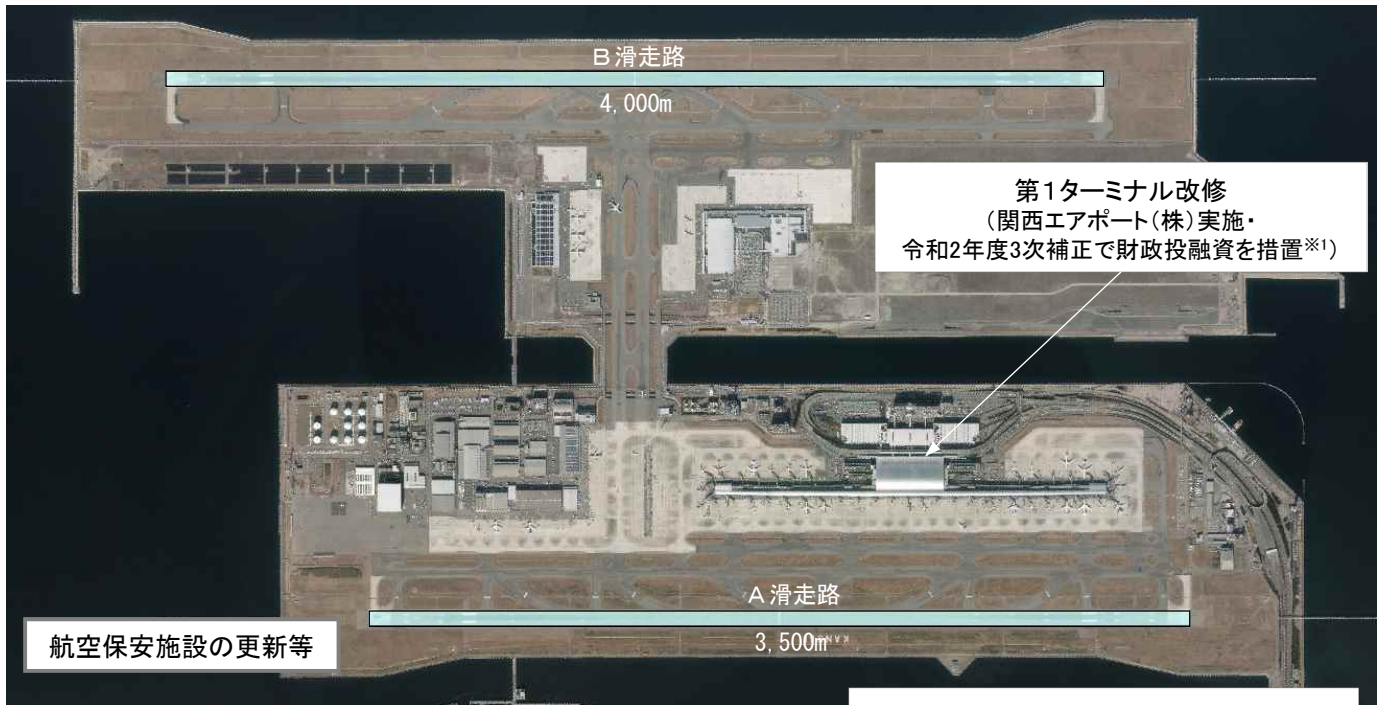 B滑走路
4,000m
第1ターミナル改修
(関西エアポート(株)実施・
令和2年度3次補正で財政投融資を措置※1)
A滑走路
3,500m
KANSAI
航空保安施設の更新等